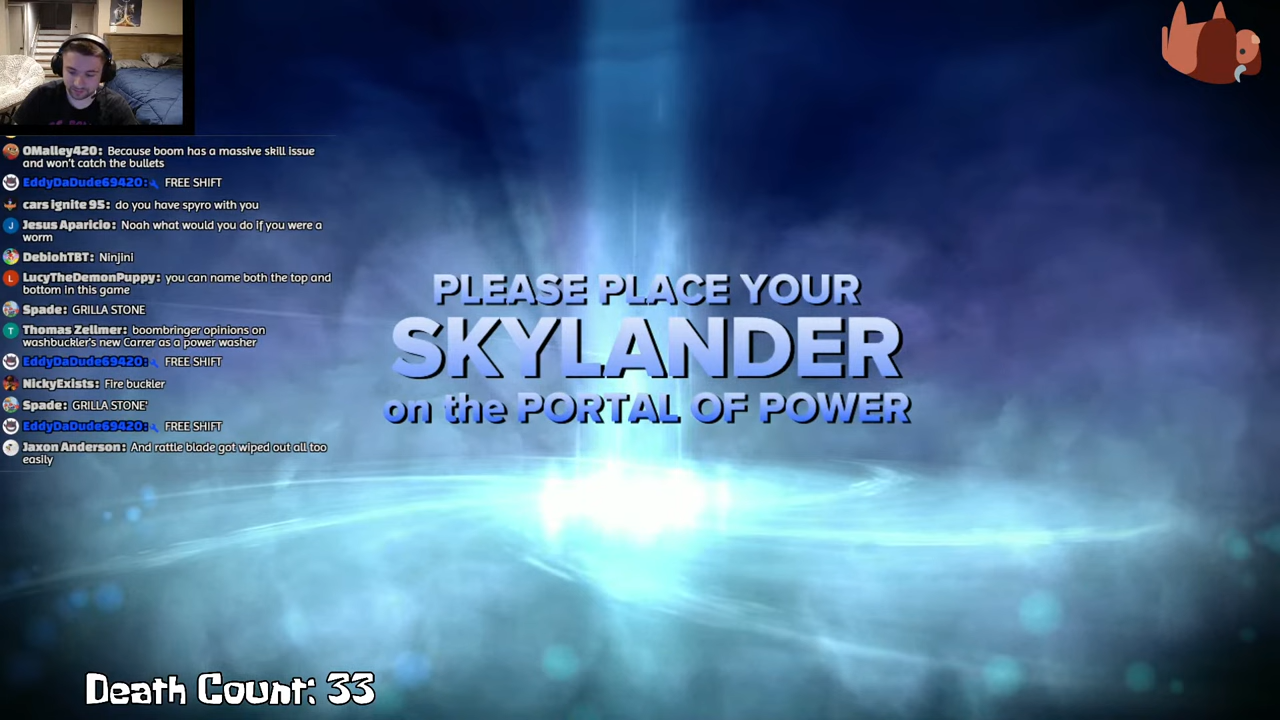 OMalley420: Because boom has a massive skill issue
and won't catch the bullets
EddyDaDude69420: FREE SHIFT
cars ignite 95: do you have spyro with you
Jesus Aparicio: Noah what would you do if you were a
worm
DebiohTBT: Ninjini
LucyTheDemonPuppy: you can name both the top and
bottom in this game
Spade: GRILLA STONE
Thomas Zellmer: boombringer opinions on
washbuckler's new Carrer as a power washer
EddyDaDude69420: FREE SHIFT
NickyExists: Fire buckler
Spade: GRILLA STONE'
EddyDaDude69420: FREE SHIFT
Jaxon Anderson: And rattle blade got wiped out all too
easily
PLEASE PLACE YOUR
SKYLANDER
on the PORTAL OF POWER
Death Count: 33